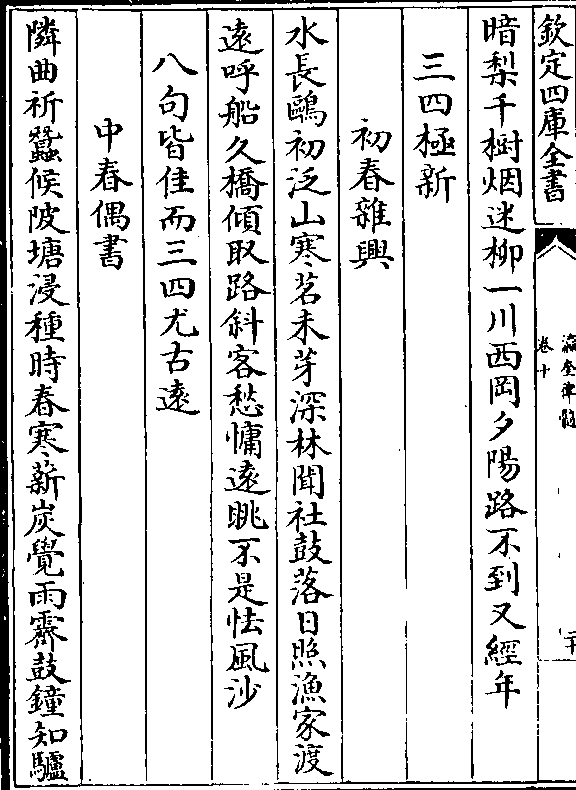 欽定四庫全書
瀛奎律髓
卷十
暗梨千樹烟迷柳一川西岡夕陽路不到又經年
三四極新
初春雜興
水長鷗初泛山寒茗未芽深林聞社鼓落日照漁家渡
遠呼船久橋傾取路斜客愁慵遠眺不是怯風沙
八句皆佳而三四尤古遠
中春偶書
憐曲祈蠶候陂塘浸種時春寒薪炭覺雨霽鼓鐘知驢